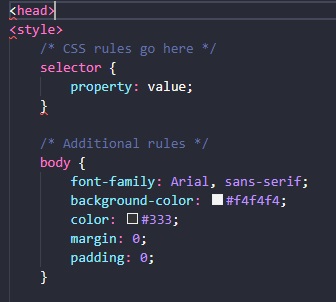 <head>
<style>
/* CSS rules go here */
selector {
property: value;
}
/* Additional rules */
body {
font-family: Arial, sans-serif;
background-color: #f4f4f4;
color: #333;
margin: 0;
padding: 0;
}